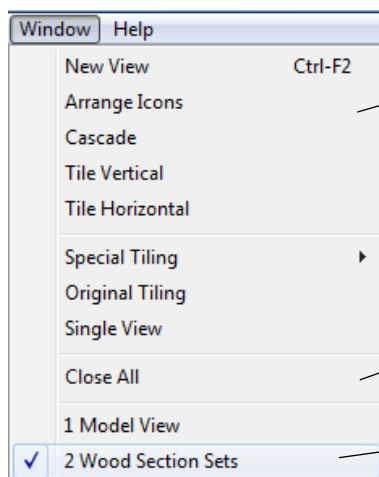 Window Help
New View Ctrl-F2
Arrange Icons
Cascade
Tile Vertical
Tile Horizontal
Special Tiling
Original Tiling
Single View
Close All
1 Model View
2 Wood Section Sets